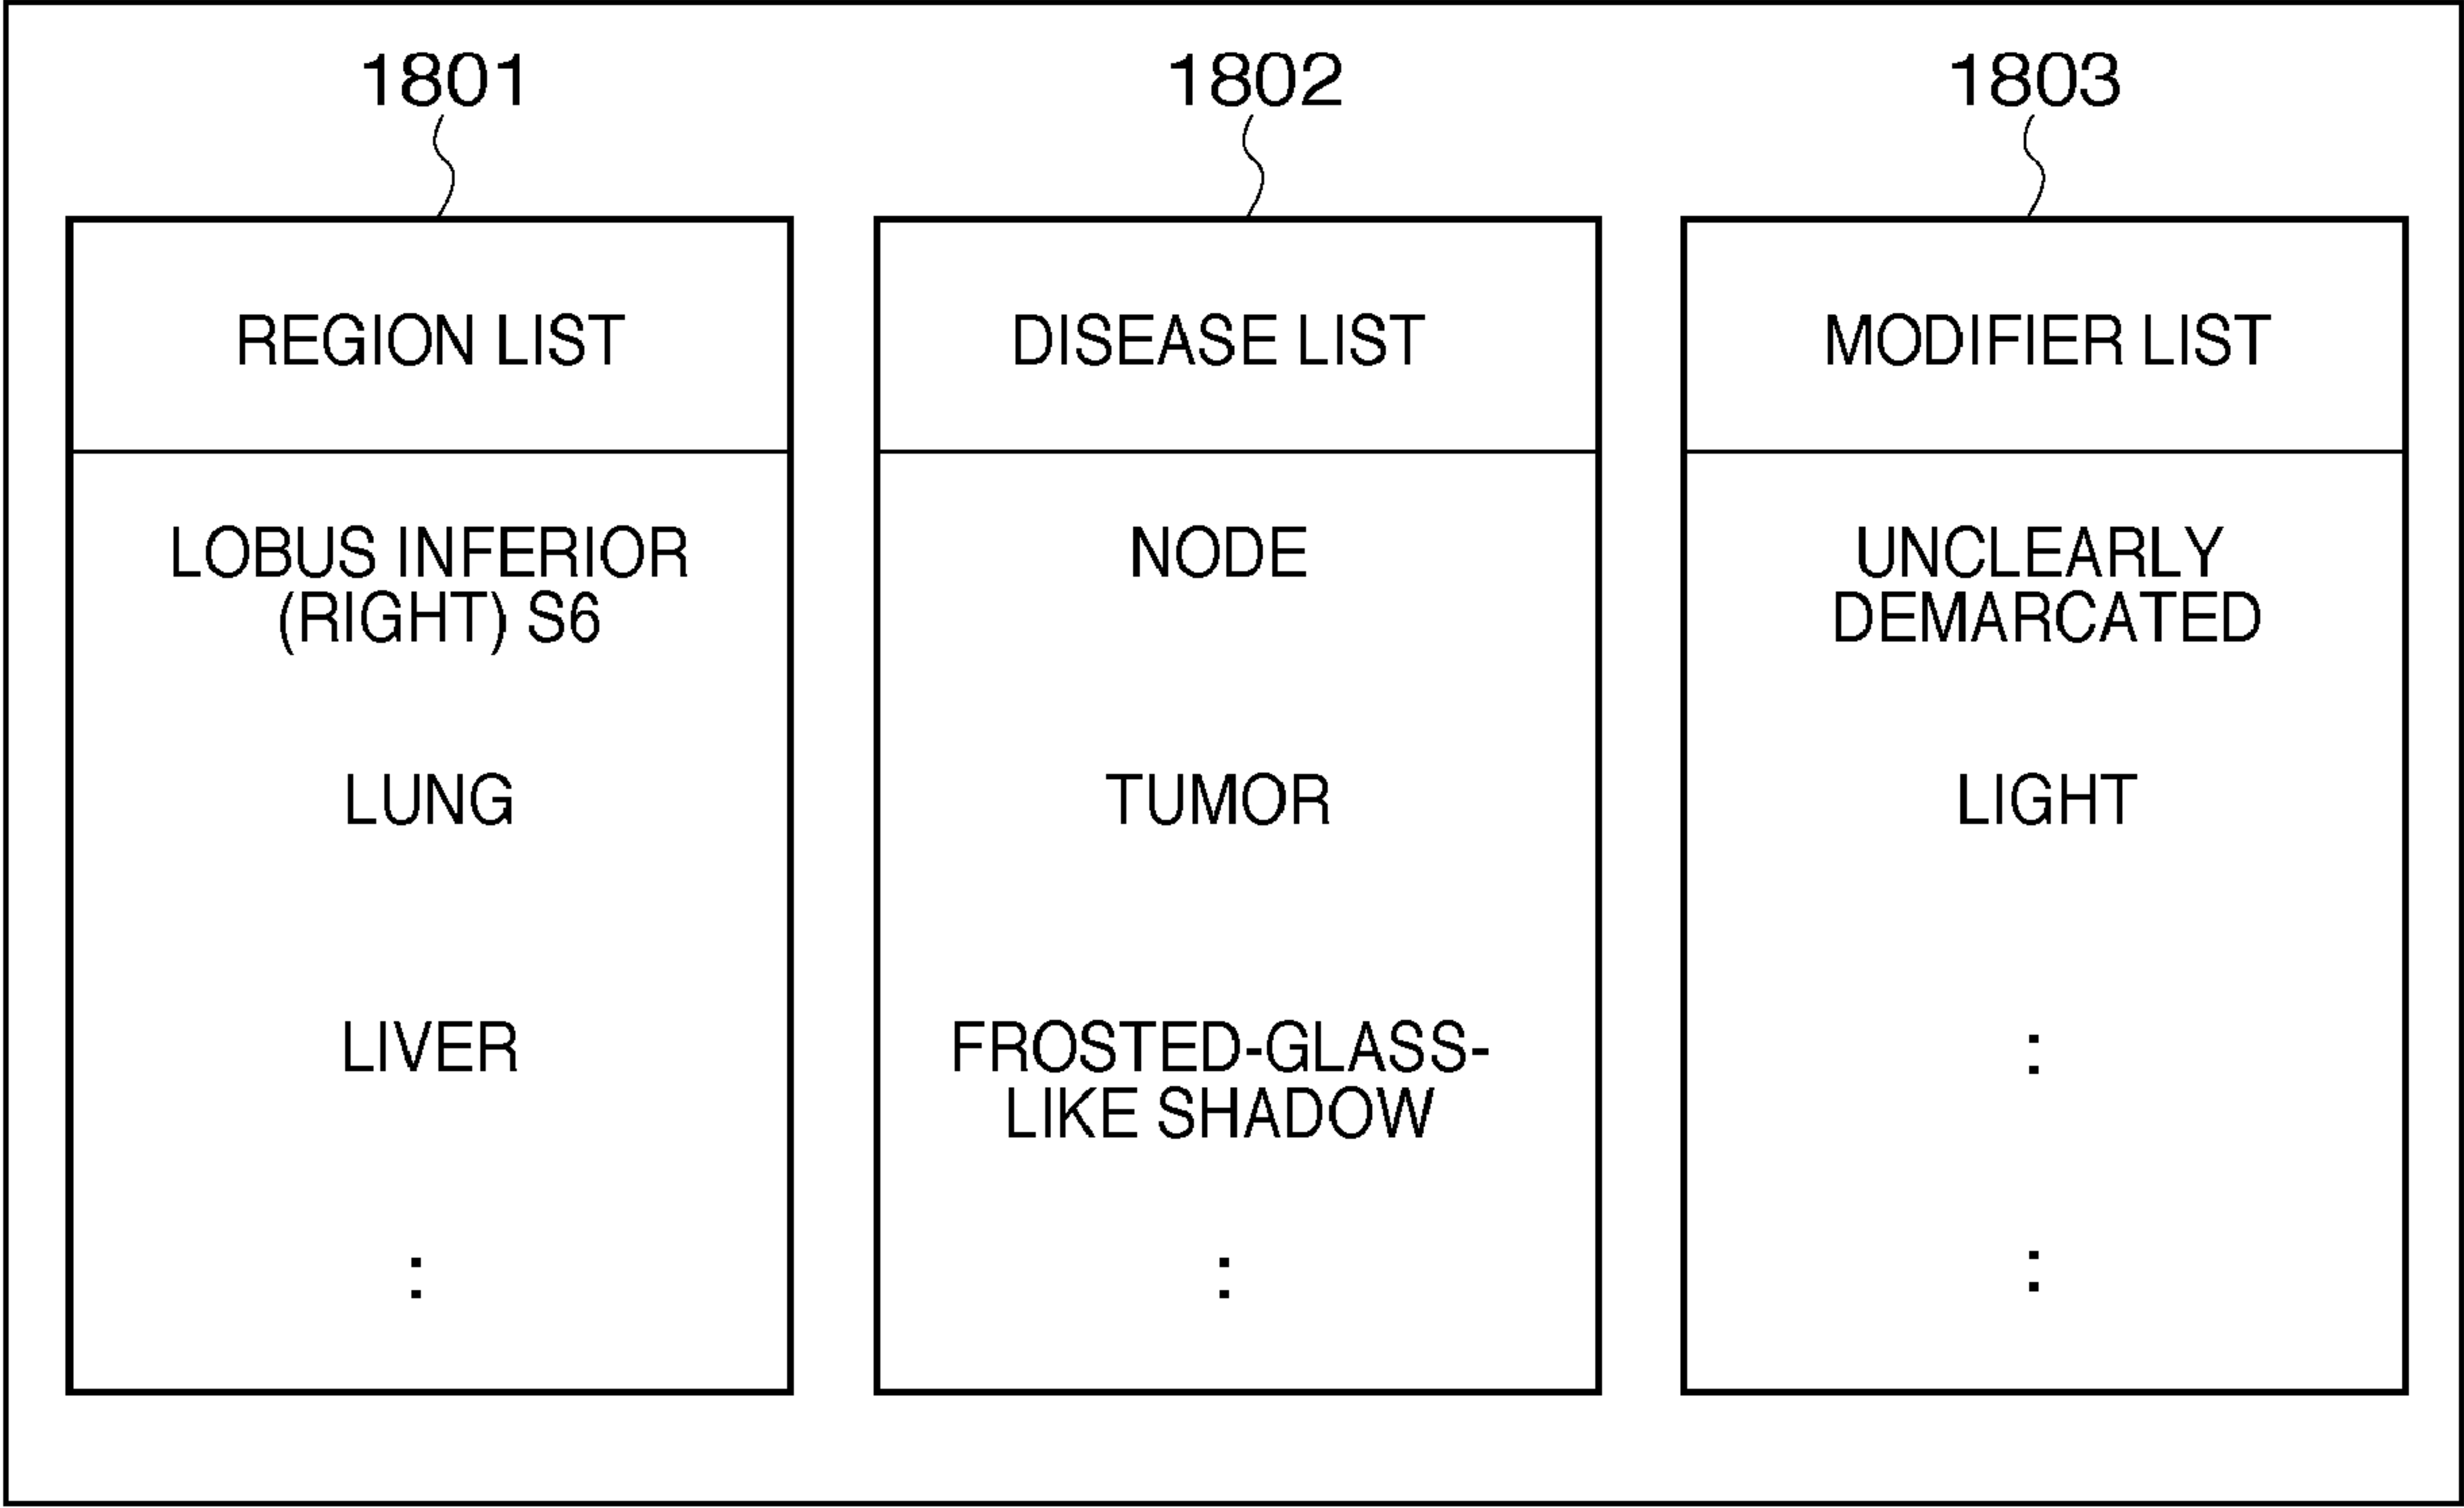 1801
1802
1803
REGION LIST
LOBUS INFERIOR
(RIGHT) S6
LUNG
LIVER
:
DISEASE LIST
NODE
TUMOR
FROSTED-GLASS-
LIKE SHADOW
:
MODIFIER LIST
UNCLEARLY
DEMARCATED
LIGHT
:
: